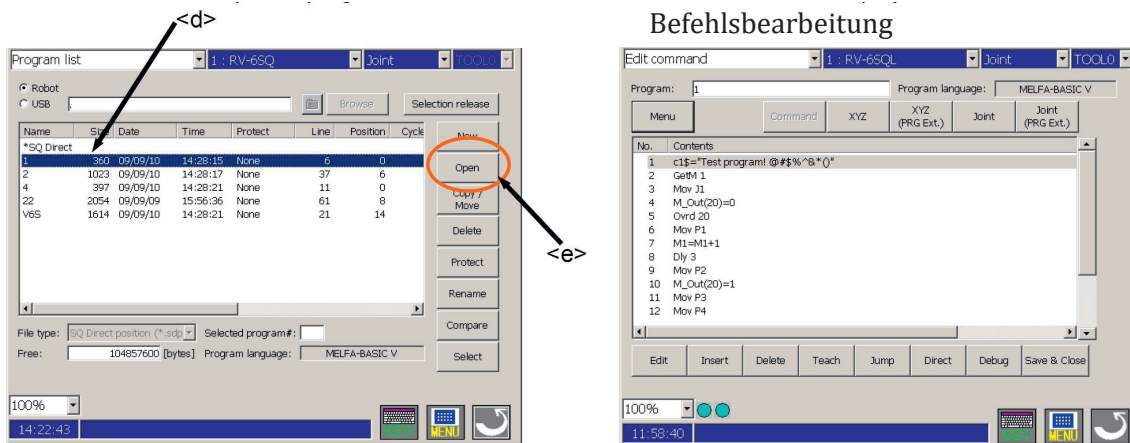 <d>
Befehlsbearbeitung
Program list 1 : RV-6SQ Joint TOOL0
Robot
USB Browse Selection release
Name Size Date Time Protect Line Position Cycle
*SQ Direct
1 360 09/09/10 14:28:15 None 6 0
2 1023 09/09/10 14:28:17 None 37 6
4 397 09/09/10 14:28:21 None 11 0
22 2054 09/09/09 15:56:36 None 61 8
V6S 1614 09/09/10 14:28:21 None 21 14
New
Open
Copy /
Move
Delete
Protect
Rename
Compare
Select
<e>
File type: SQ Direct position (*.sdp Selected program#:
Free: 104857600 [bytes] Program language: MELFA-BASIC V
100%
14:22:43 KEY MENU
Edit command 1 : RV-6SQL Joint TOOL0
Program: 1 Program language: MELFA-BASIC V
Menu Command XYZ XYZ (PRG Ext.) Joint Joint (PRG Ext.)
No. Contents
1 c1$="Test program! @#$%^&*()"
2 GetM 1
3 Mov J1
4 M_Out(20)=0
5 Ovrd 20
6 Mov P1
7 M1=M1+1
8 Dly 3
9 Mov P2
10 M_Out(20)=1
11 Mov P3
12 Mov P4
Edit Insert Delete Teach Jump Direct Debug Save & Close
100%
11:58:40 KEY MENU